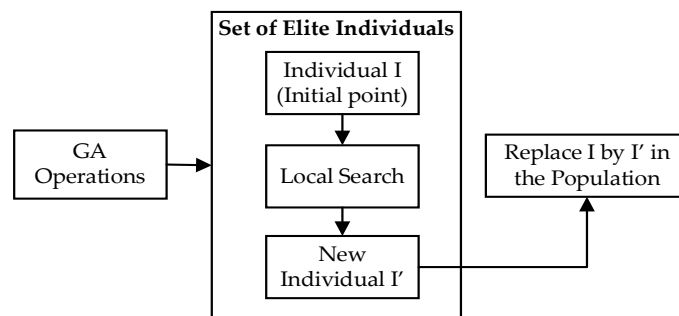 Set of Elite Individuals
Individual I
(Initial point)
GA
Operations
Local Search
Replace I by I’ in
the Population
New
Individual I’